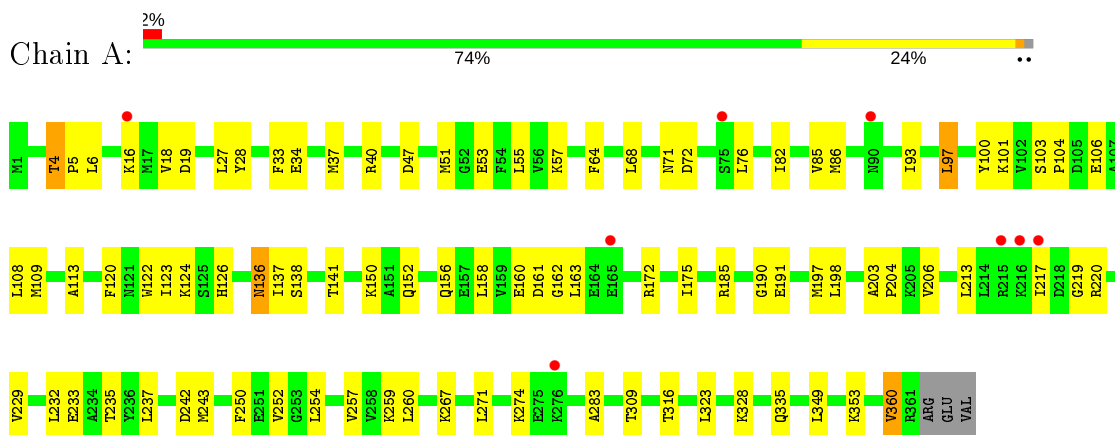 2%
Chain A:
74% 24% ••
M1 T4 P5 L6 K16 M17 V18 D19 L27 Y28 F33 E34 M37 R40 D47 M51 G52 E53 F54 L55 V56 K57 F64 L68 N71 D72 S75 L76 I82 V85 M86 N90 I93 L97 Y100 K101 V102 S103 P104 D105 E106 A107
L108 M109 A113 F120 N121 W122 I123 K124 S125 H126 N136 I137 S138 T141 K150 A151 Q152 Q156 E157 L158 V159 E160 D161 G162 L163 E164 E165 R172 I175 R185 G190 E191 M197 L198 A203 P204 K205 V206 L213 L214 R215 K216 I217 D218 G219 R220
V229 L232 E233 A234 T235 Y236 L237 D242 M243 F250 E251 V252 G253 L254 V257 V258 K259 L260 K267 L271 K274 E275 K276 A283 T309 T316 L323 K328 Q335 L349 K353 V360 R361 ARG GLU VAL